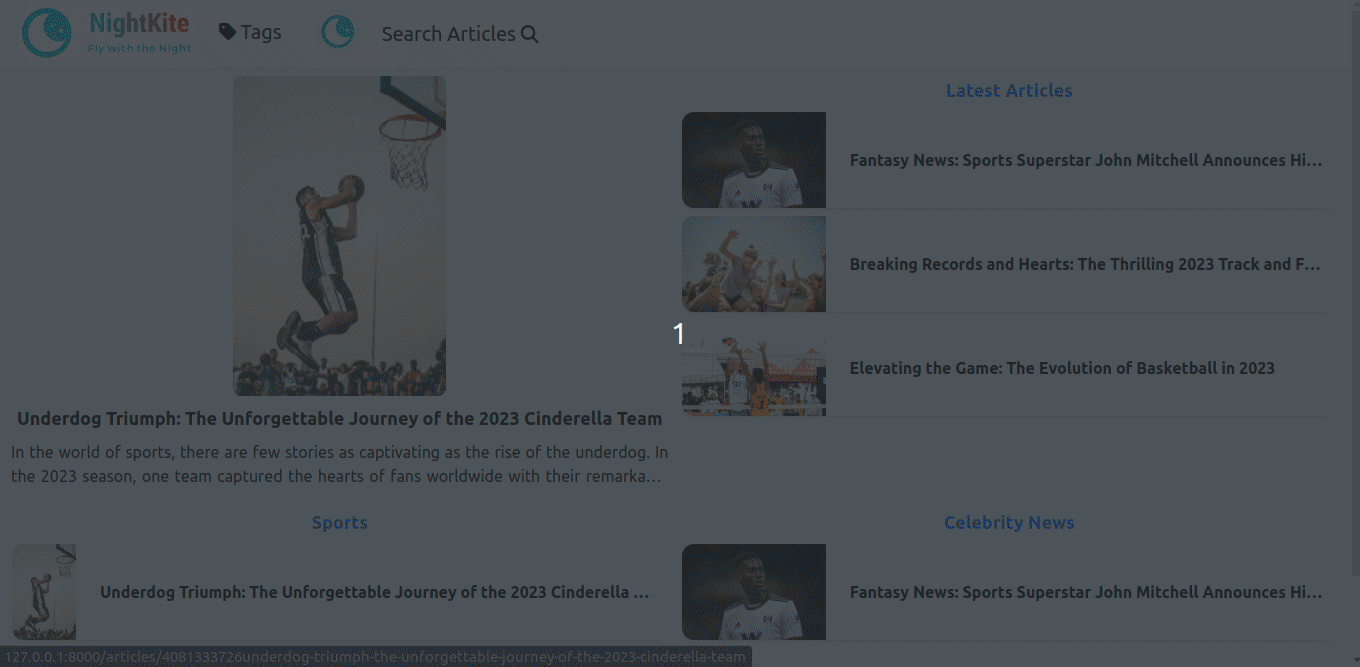 NightKite
Fly with the Night
Tags
Search Articles
Latest Articles
Fantasy News: Sports Superstar John Mitchell Announces Hi...
Breaking Records and Hearts: The Thrilling 2023 Track and F...
1
Elevating the Game: The Evolution of Basketball in 2023
Underdog Triumph: The Unforgettable Journey of the 2023 Cinderella Team
In the world of sports, there are few stories as captivating as the rise of the underdog. In
the 2023 season, one team captured the hearts of fans worldwide with their remarka...
Sports
Celebrity News
Underdog Triumph: The Unforgettable Journey of the 2023 Cinderella ...
Fantasy News: Sports Superstar John Mitchell Announces Hi...
127.0.0.1:8000/articles/4081333726underdog-triumph-the-unforgettable-journey-of-the-2023-cinderella-team